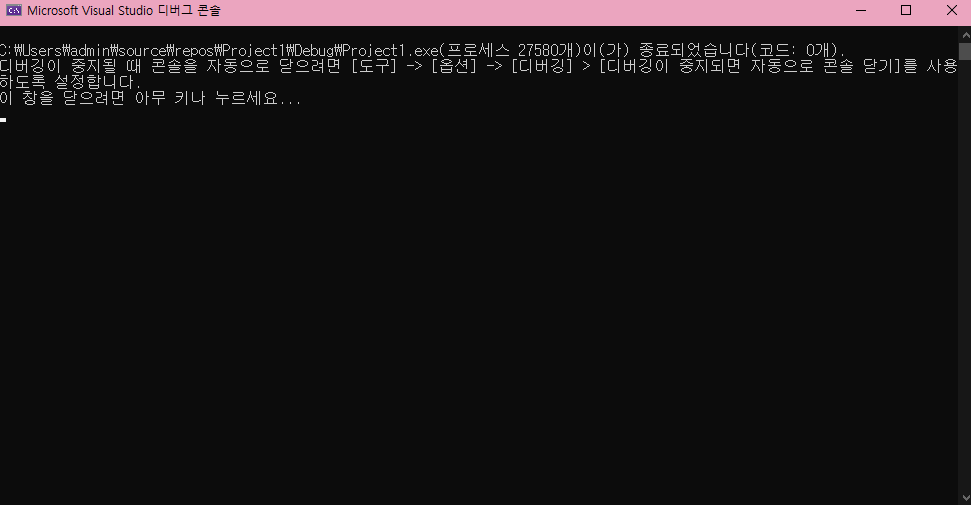 Microsoft Visual Studio 디버그 콘솔
C:₩Users₩admin₩source₩repos₩Project1₩Debug₩Project1.exe(프로세스 27580개)이(가) 종료되었습니다(코드: 0개).
디버깅이 중지될 때 콘솔을 자동으로 닫으려면 [도구] -> [옵션] -> [디버깅] > [디버깅이 중지되면 자동으로 콘솔 닫기]를 사용
하도록 설정합니다.
이 창을 닫으려면 아무 키나 누르세요...